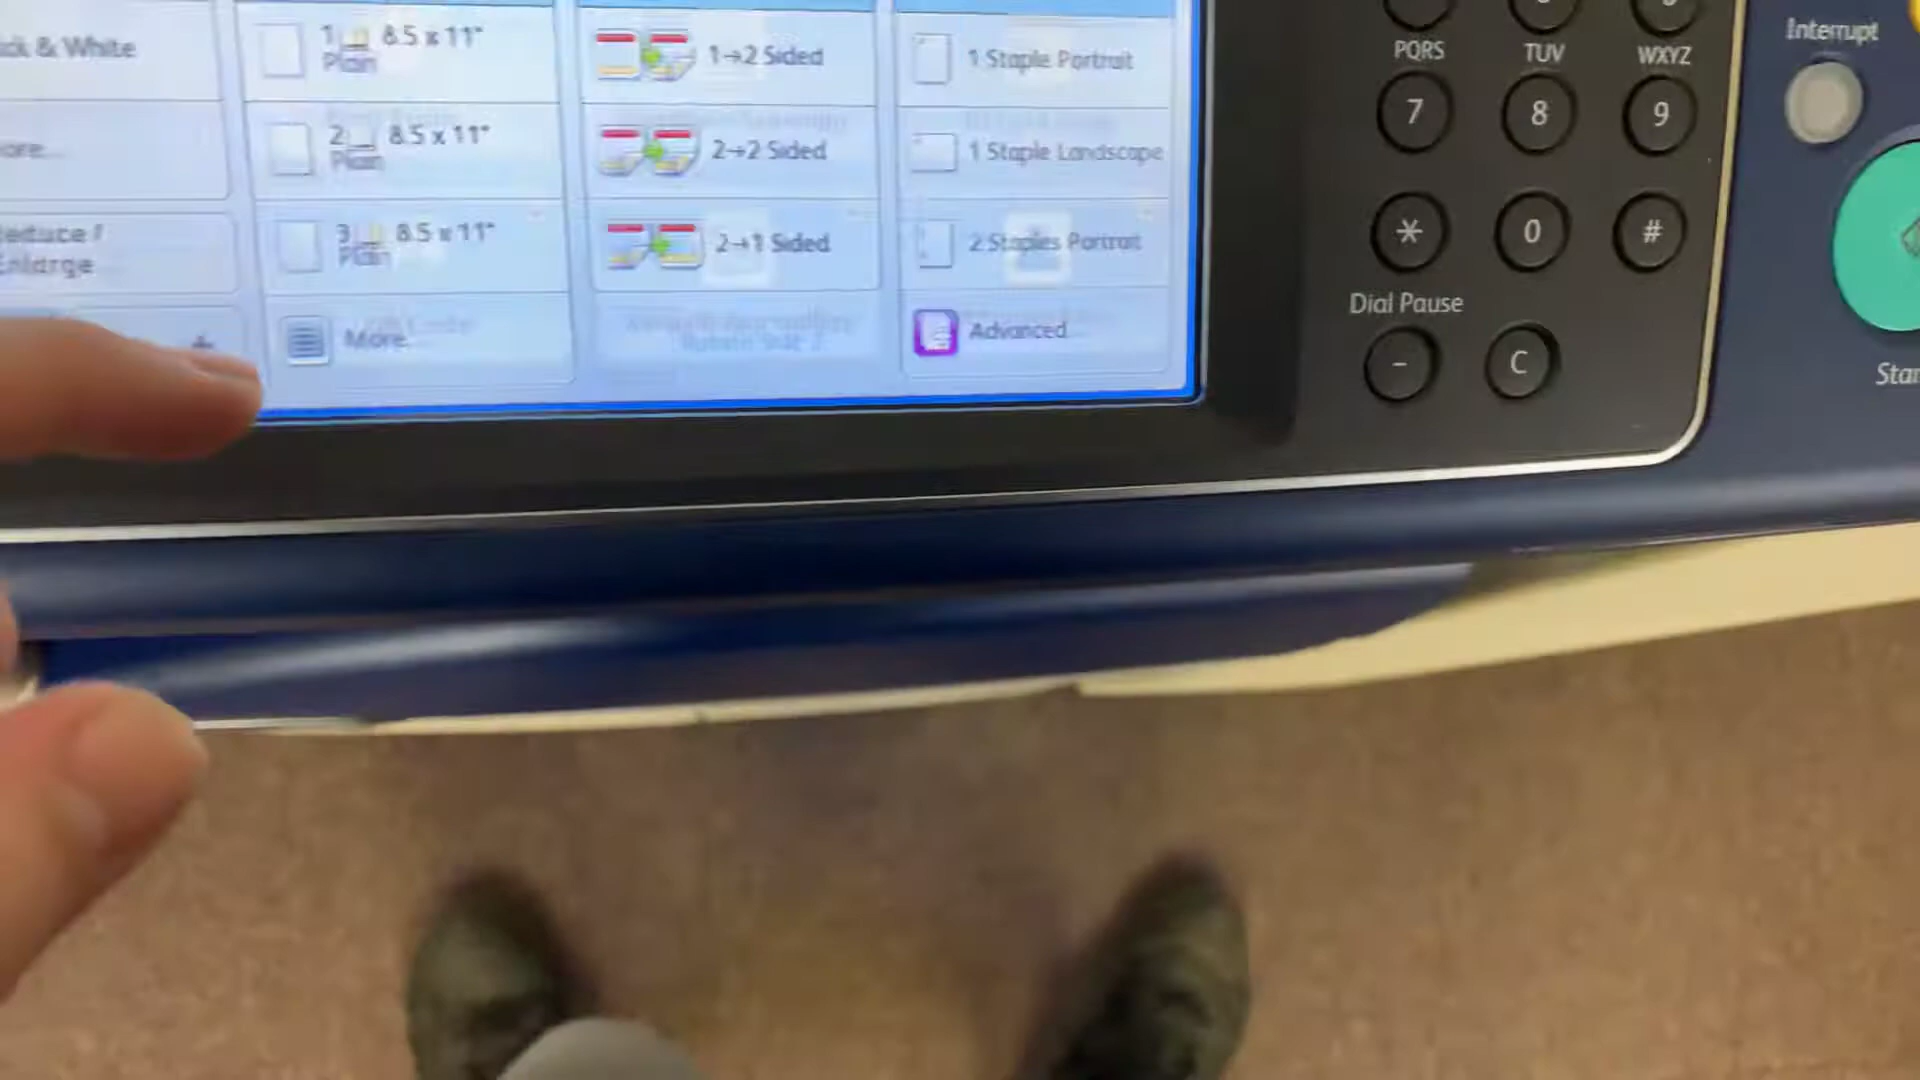 ck & White
ore...
educe /
Enlarge
1 8.5 x 11"
Plain
2 8.5 x 11"
Plain
3 8.5 x 11"
Plain
More...
1→2 Sided
2→2 Sided
2→1 Sided
1 Staple Portrait
1 Staple Landscape
2 Staples Portrait
Advanced...
PQRS
TUV
WXYZ
7
8
9
*
0
#
Dial Pause
-
C
Interrupt
Star